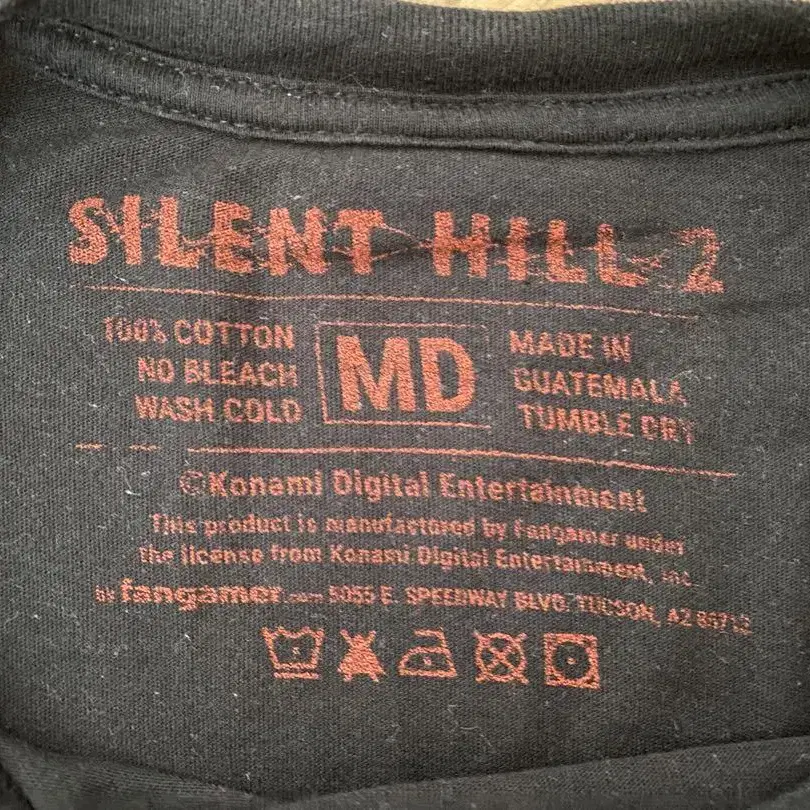 SILENT HILL 2
100% COTTON
NO BLEACH
WASH COLD
MD
MADE IN
GUATEMALA
TUMBLE DRY
©Konami Digital Entertainment
This product is manufactured by Fangamer under
the license from Konami Digital Entertainment, Inc.
by fangamer.com 5055 E. SPEEDWAY BLVD. TUCSON, AZ 85712